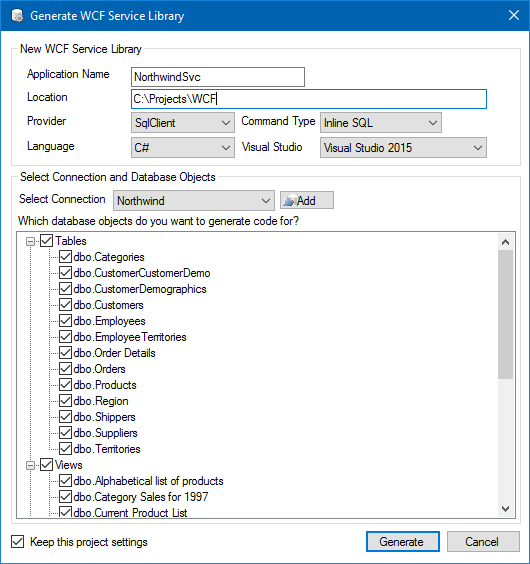 Generate WCF Service Library
New WCF Service Library
Application Name NorthwindSvc
Location C:\Projects\WCF
Provider SqlClient Command Type Inline SQL
Language C# Visual Studio Visual Studio 2015
Select Connection and Database Objects
Select Connection Northwind Add
Which database objects do you want to generate code for?
Tables
dbo.Categories
dbo.CustomerCustomerDemo
dbo.CustomerDemographics
dbo.Customers
dbo.Employees
dbo.EmployeeTerritories
dbo.Order Details
dbo.Orders
dbo.Products
dbo.Region
dbo.Shippers
dbo.Suppliers
dbo.Territories
Views
dbo.Alphabetical list of products
dbo.Category Sales for 1997
dbo.Current Product List
Keep this project settings Generate Cancel